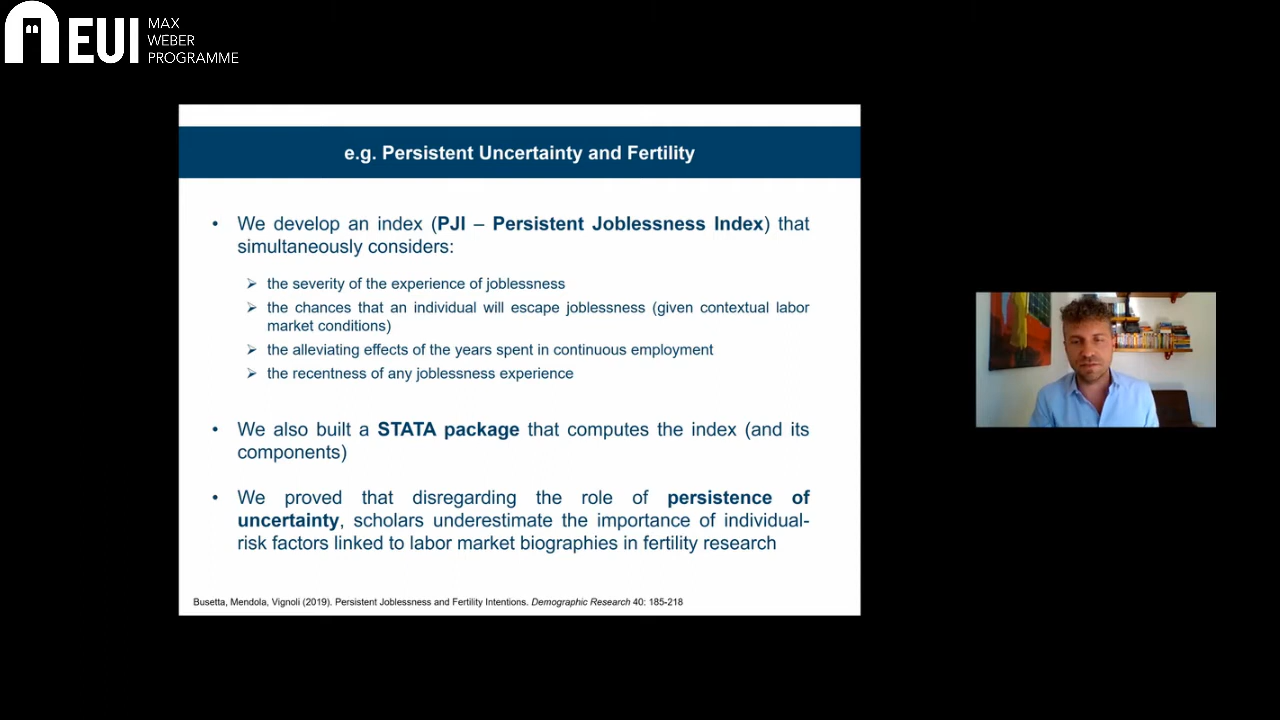 EUI
MAX
WEBER
PROGRAMME
e.g. Persistent Uncertainty and Fertility
• We develop an index (PJI – Persistent Joblessness Index) that
simultaneously considers:
➢ the severity of the experience of joblessness
➢ the chances that an individual will escape joblessness (given contextual labor
market conditions)
➢ the alleviating effects of the years spent in continuous employment
➢ the recentness of any joblessness experience
• We also built a STATA package that computes the index (and its
components)
• We proved that disregarding the role of persistence of
uncertainty, scholars underestimate the importance of individual-
risk factors linked to labor market biographies in fertility research
Busetta, Mendola, Vignoli (2019). Persistent Joblessness and Fertility Intentions. Demographic Research 40: 185-218